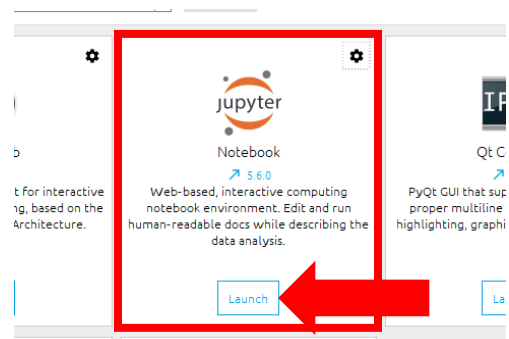 b
t for interactive
ng, based on the
Architecture.
jupyter
Notebook
5.6.0
Web-based, interactive computing
notebook environment. Edit and run
human-readable docs while describing the
data analysis.
Launch
IP
Qt C
PyQt GUI that sup
proper multiline
highlighting, graphi
La